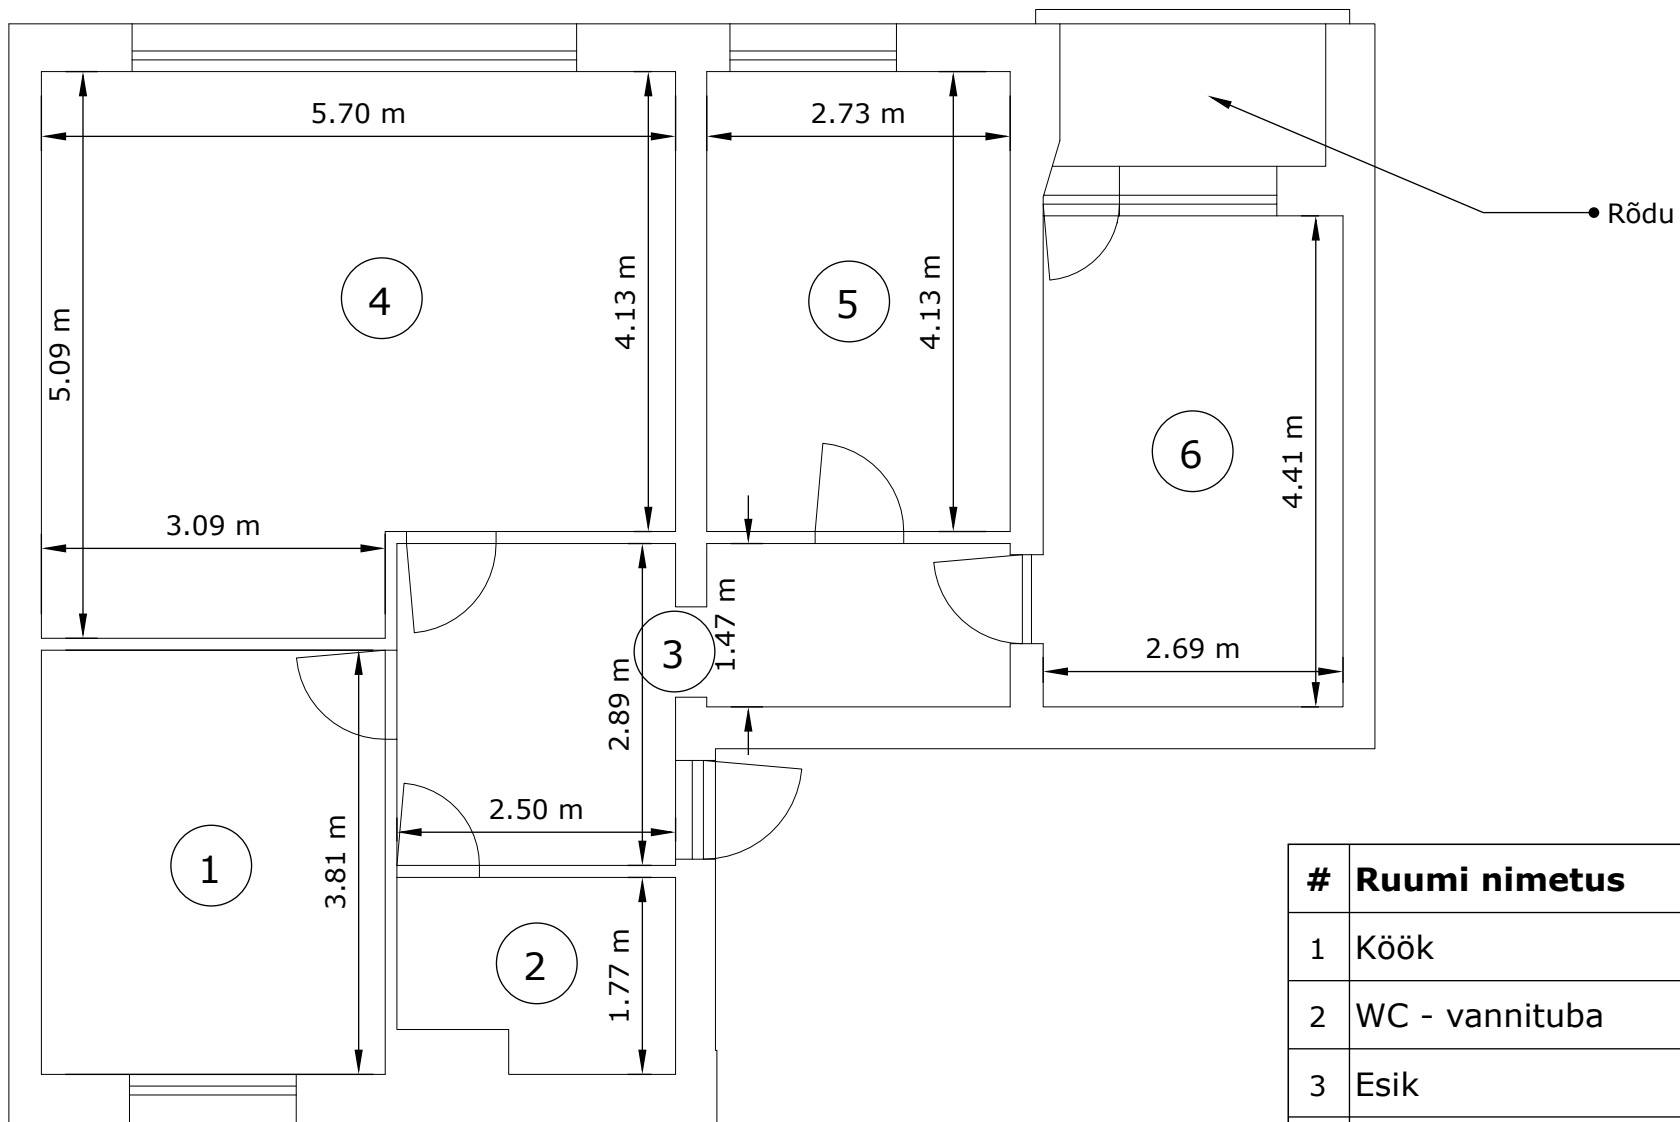 5.70 m
2.73 m
Rõdu
4
5
4.13 m
4.13 m
5.09 m
6
4.41 m
3.09 m
3
1.47 m
2.69 m
2.89 m
2.50 m
1
3.81 m
2
1.77 m
# Ruumi nimetus
1 Köök
2 WC - vannituba
3 Esik